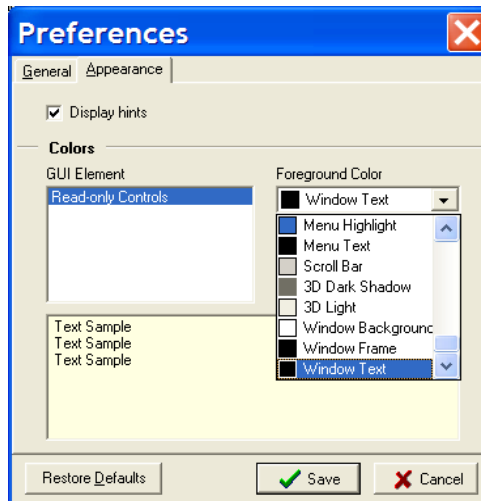 Preferences
General Appearance
Display hints
Colors
GUI Element
Foreground Color
Read-only Controls
Window Text
Menu Highlight
Menu Text
Scroll Bar
3D Dark Shadow
3D Light
Window Background
Window Frame
Window Text
Text Sample
Text Sample
Text Sample
Restore Defaults
Save
Cancel